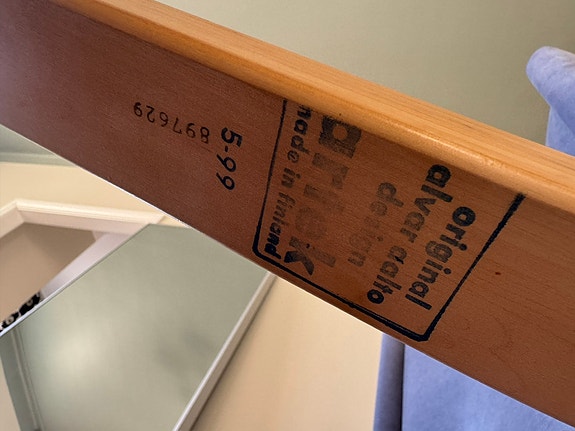 original
alvar aalto
design
artek
made in finland
5-99
897629